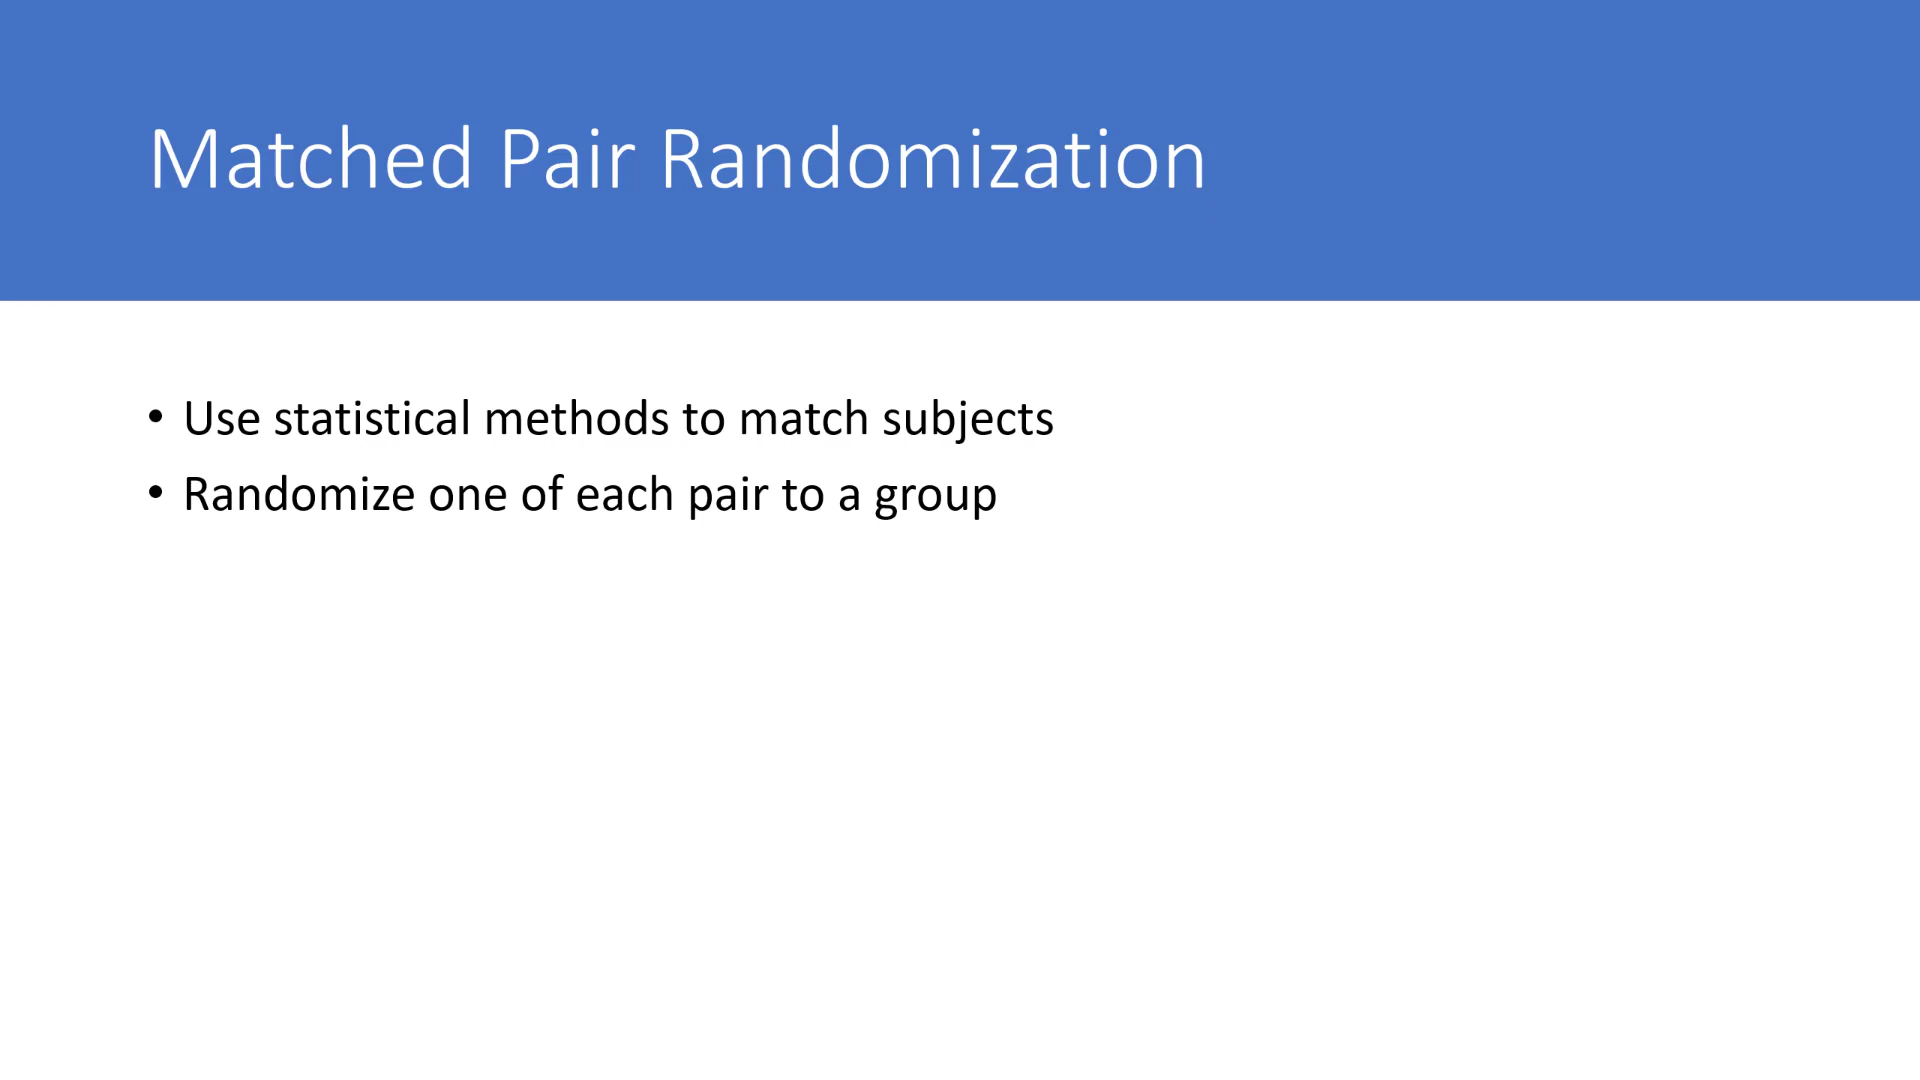 Matched Pair Randomization
• Use statistical methods to match subjects
• Randomize one of each pair to a group